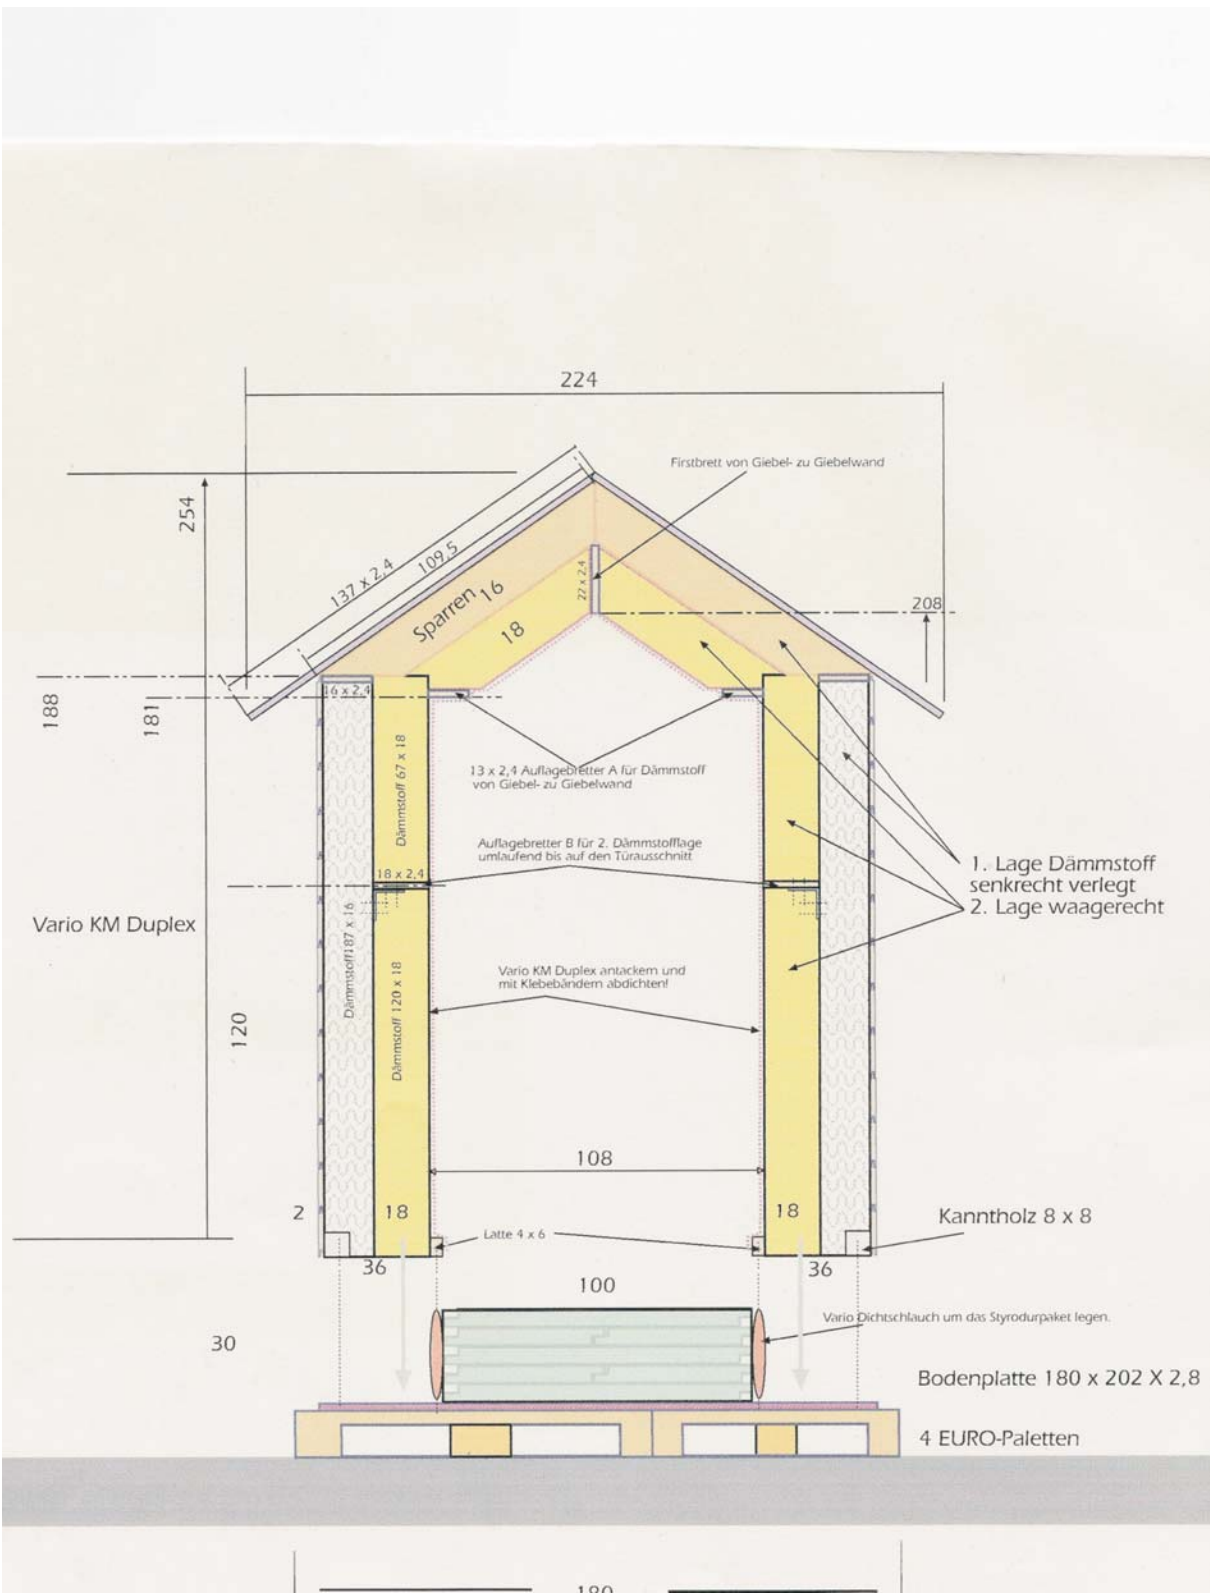 224
Firstbrett von Giebel- zu Giebelwand
254
137 x 2,4
109,5
Sparren 16
22 x 2,4
18
208
188
181
16 x 2,4
Dämmstoff 67 x 18
13 x 2,4 Auflagebretter A für Dämmstoff
von Giebel- zu Giebelwand
Auflagebretter B für 2. Dämmstofflage
umlaufend bis auf den Türausschnitt
18 x 2,4
1. Lage Dämmstoff
senkrecht verlegt
2. Lage waagerecht
Vario KM Duplex
Dämmstoff187 x 16
Dämmstoff 120 x 18
Vario KM Duplex antackern und
mit Klebebändern abdichten!
120
108
2
18
18
Kanntholz 8 x 8
Latte 4 x 6
36
36
100
Vario Dichtschlauch um das Styrodurpaket legen.
30
Bodenplatte 180 x 202 X 2,8
4 EURO-Paletten
180